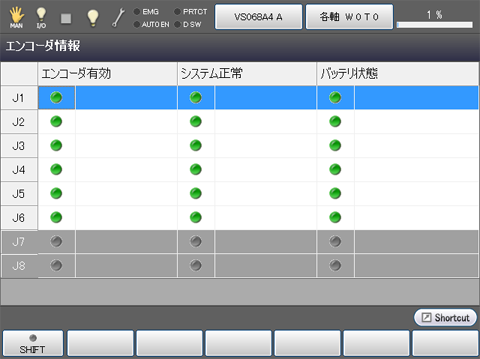 EMG PRTCT
MAN I/O AUTO EN D SW VS068A4 A 各軸 W0T0 1 %
エンコーダ情報
エンコーダ有効 システム正常 バッテリ状態
J1
J2
J3
J4
J5
J6
J7
J8
Shortcut
SHIFT